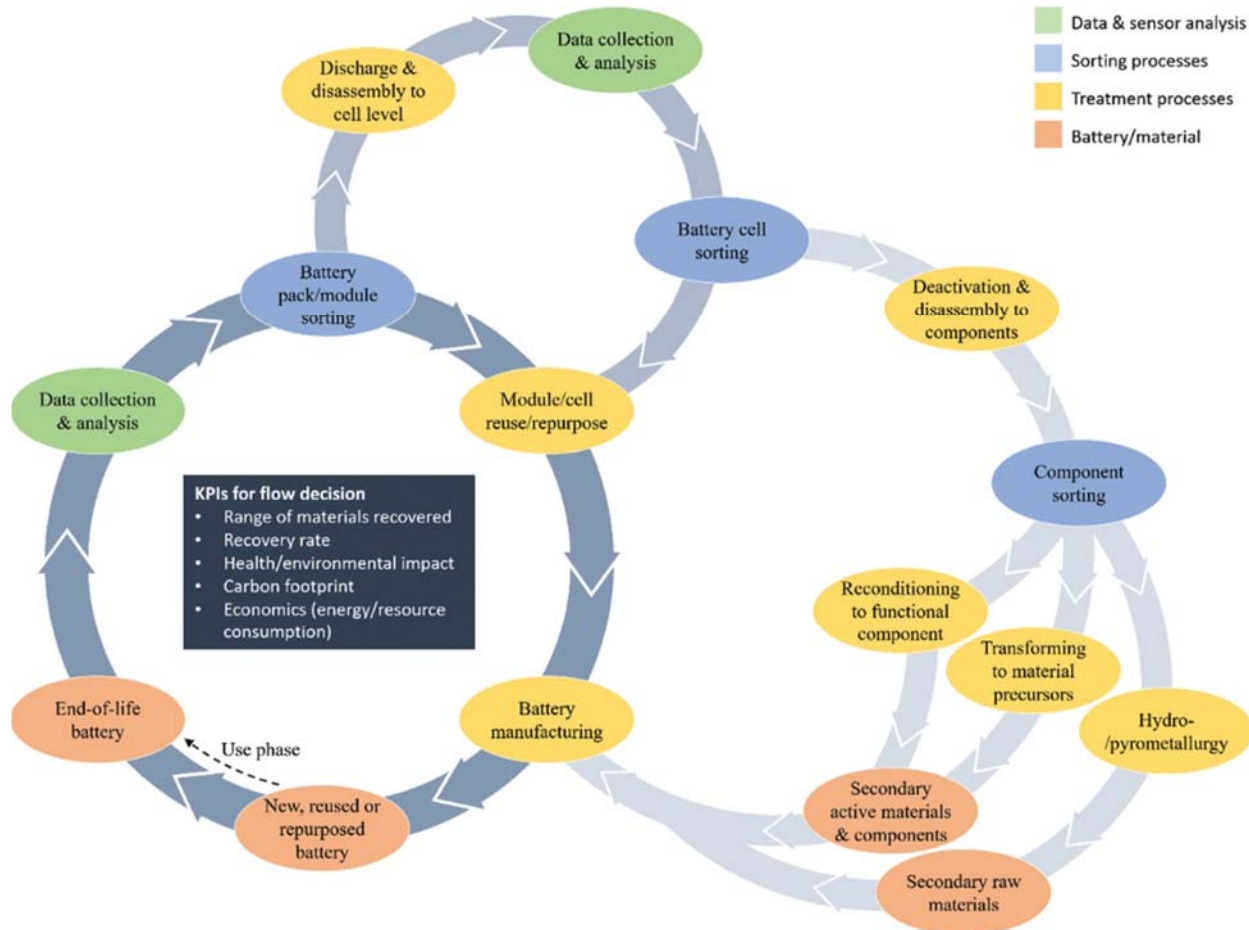 Data & sensor analysis
Sorting processes
Treatment processes
Battery/material
Data collection
& analysis
Discharge &
disassembly to
cell level
Battery cell
sorting
Battery
pack/module
sorting
Deactivation &
disassembly to
components
Data collection
& analysis
Module/cell
reuse/repurpose
Component
sorting
KPIs for flow decision
• Range of materials recovered
• Recovery rate
• Health/environmental impact
• Carbon footprint
• Economics (energy/resource
consumption)
Reconditioning
to functional
component
Transforming
to material
precursors
Hydro-
/pyrometallurgy
End-of-life
battery
Use phase
Battery
manufacturing
New, reused or
repurposed
battery
Secondary
active materials
& components
Secondary raw
materials